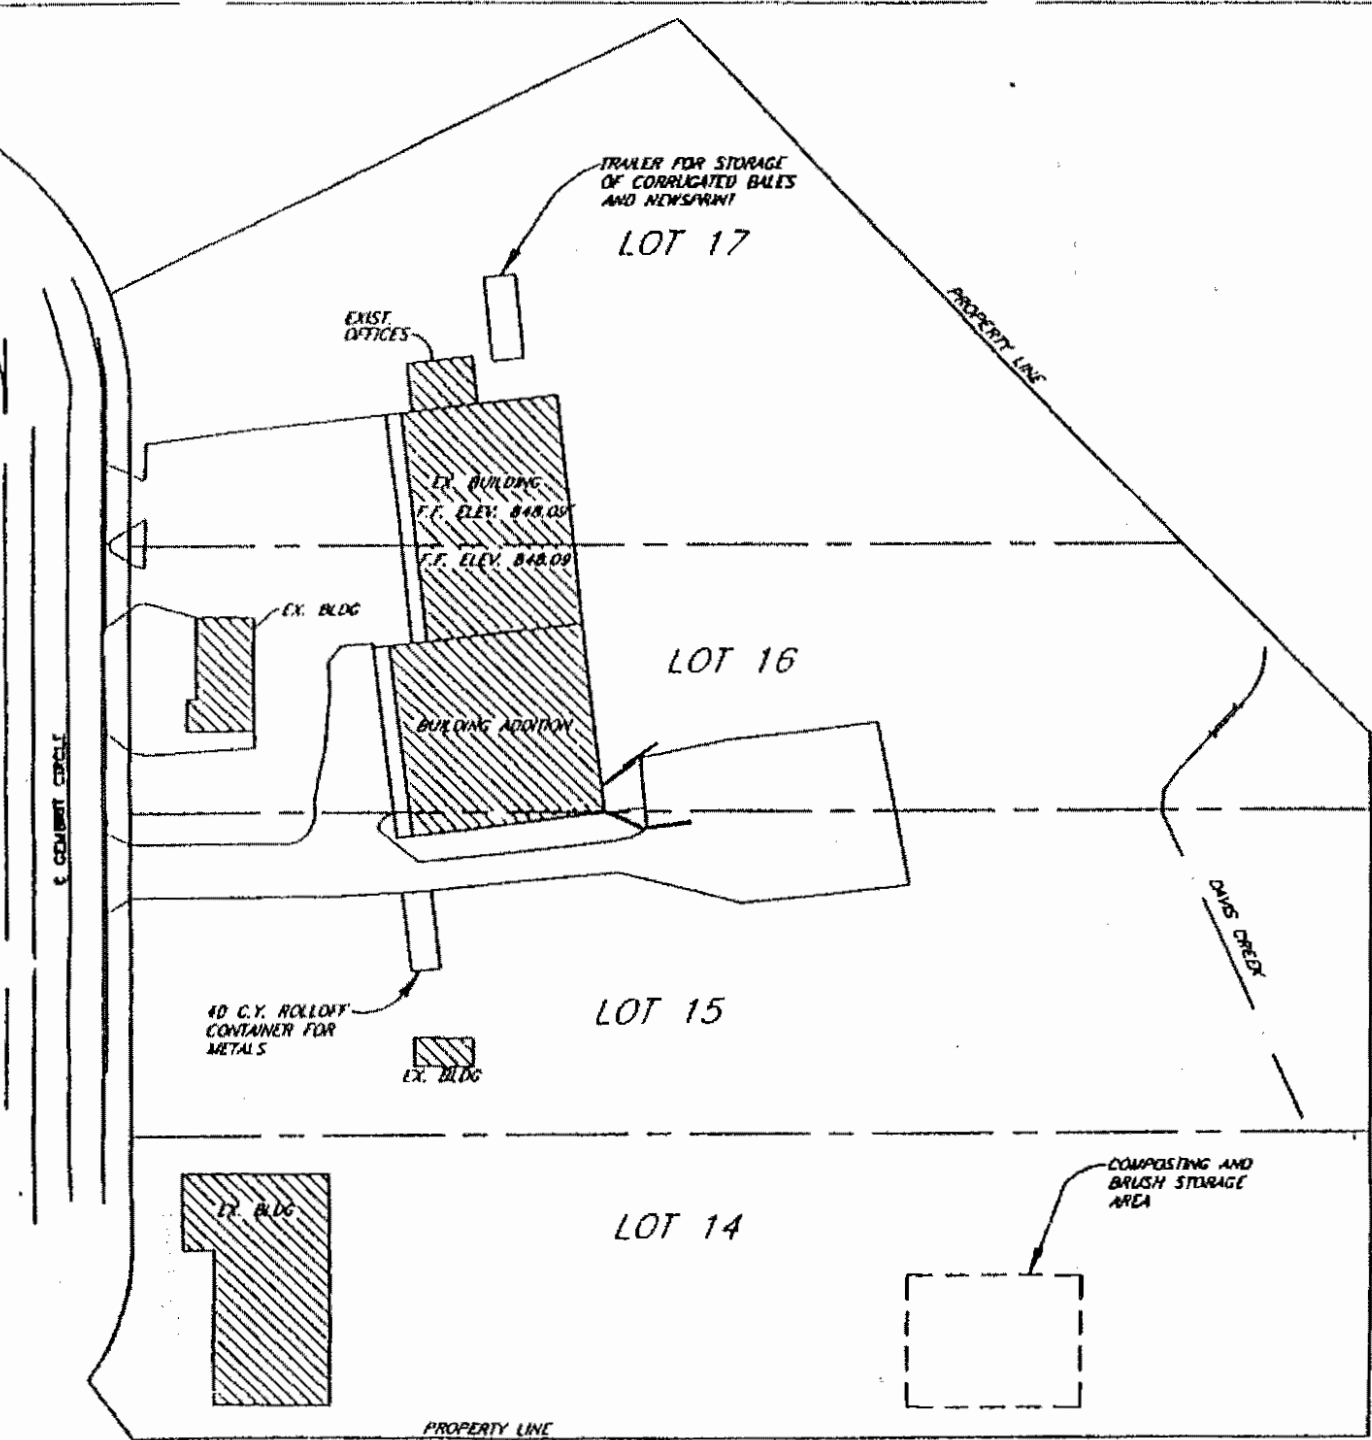 TRAILER FOR STORAGE
OF CORRUGATED BALES
AND NEWSPRINT
LOT 17
PROPERTY LINE
EXIST.
OFFICES
EX. BUILDING
F.F. ELEV. 848.09
F.F. ELEV. 848.09
EX. BLDG
LOT 16
BUILDING ADDITION
DAVIS CREEK
40 C.Y. ROLLOFF
CONTAINER FOR
METALS
LOT 15
EX. BLDG
COMPOSTING AND
BRUSH STORAGE
AREA
EX. BLDG
LOT 14
PROPERTY LINE